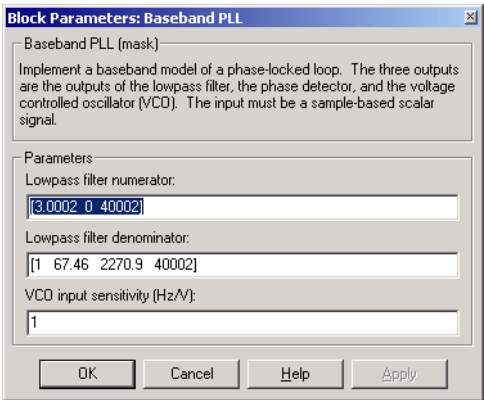 Block Parameters: Baseband PLL
Baseband PLL (mask)
Implement a baseband model of a phase-locked loop. The three outputs
are the outputs of the lowpass filter, the phase detector, and the voltage
controlled oscillator (VCO). The input must be a sample-based scalar
signal.
Parameters
Lowpass filter numerator:
[3.0002 0 40002]
Lowpass filter denominator:
[1 67.46 2270.9 40002]
VCO input sensitivity (Hz/V):
1
OK Cancel Help Apply